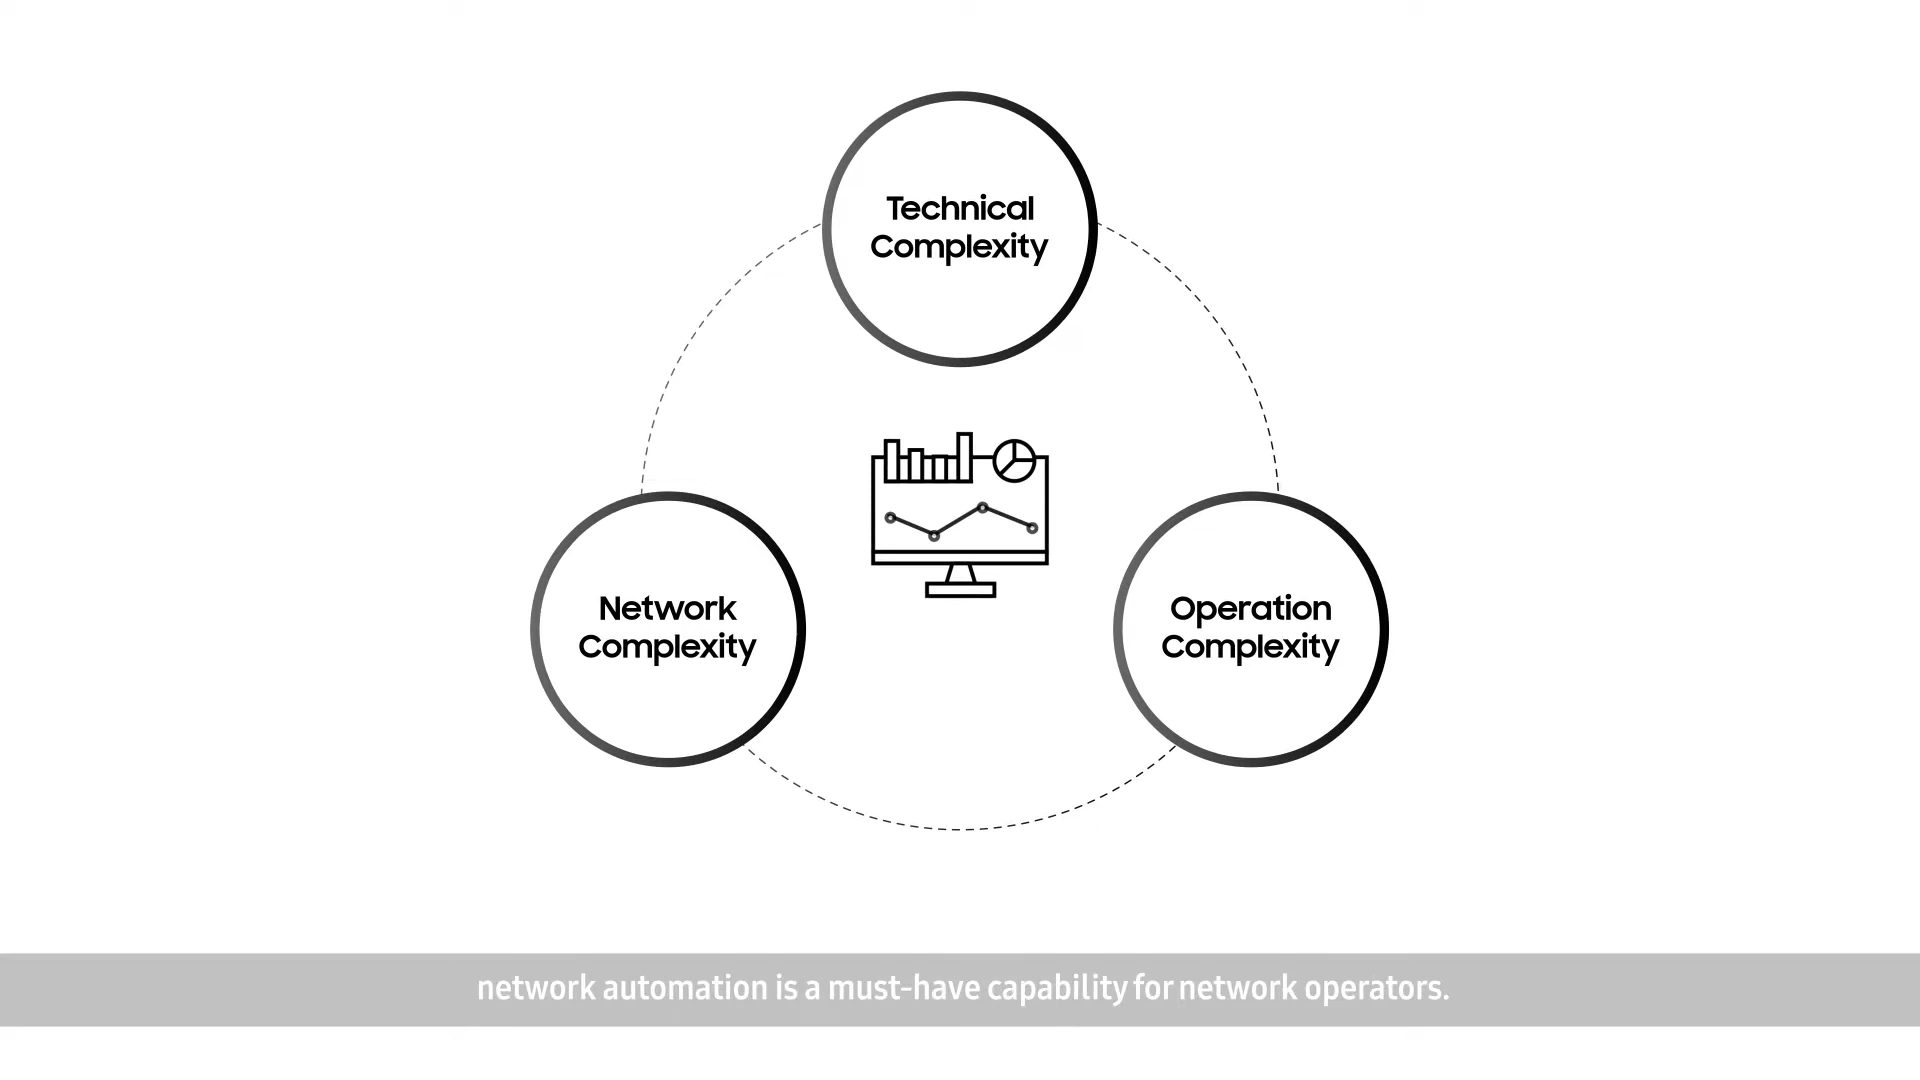 Technical
Complexity
Network
Complexity
Operation
Complexity
network automation is a must-have capability for network operators.